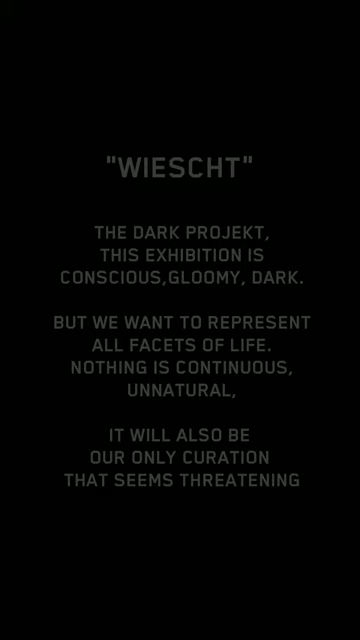 "WIESCHT"
THE DARK PROJEKT,
THIS EXHIBITION IS
CONSCIOUS,GLOOMY, DARK.
BUT WE WANT TO REPRESENT
ALL FACETS OF LIFE.
NOTHING IS CONTINUOUS,
UNNATURAL,
IT WILL ALSO BE
OUR ONLY CURATION
THAT SEEMS THREATENING